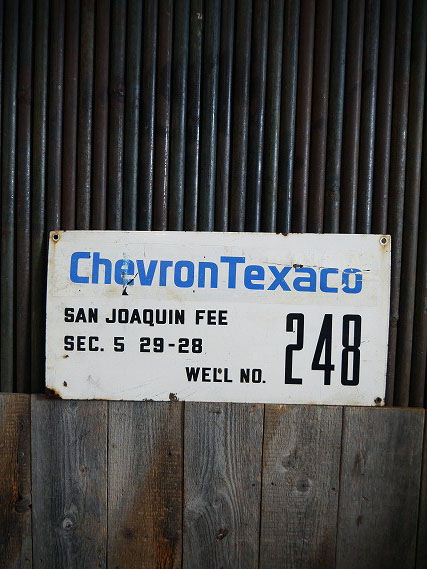 ChevronTexaco
SAN JOAQUIN FEE
SEC. 5 29-28
WELL NO. 248